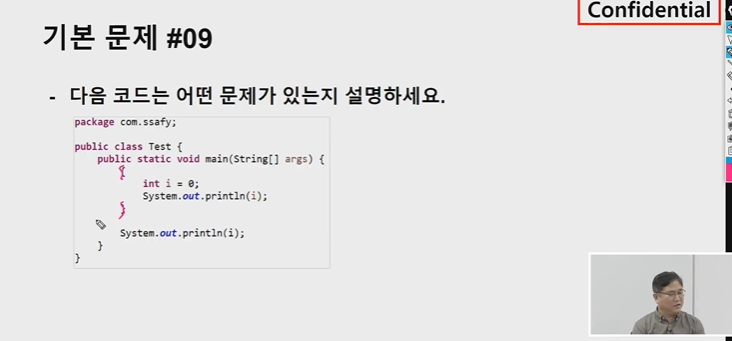 Confidential
기본 문제 #09
- 다음 코드는 어떤 문제가 있는지 설명하세요.
package com.ssafy;
public class Test {
public static void main(String[] args) {
{
int i = 0;
System.out.println(i);
}
System.out.println(i);
}
}